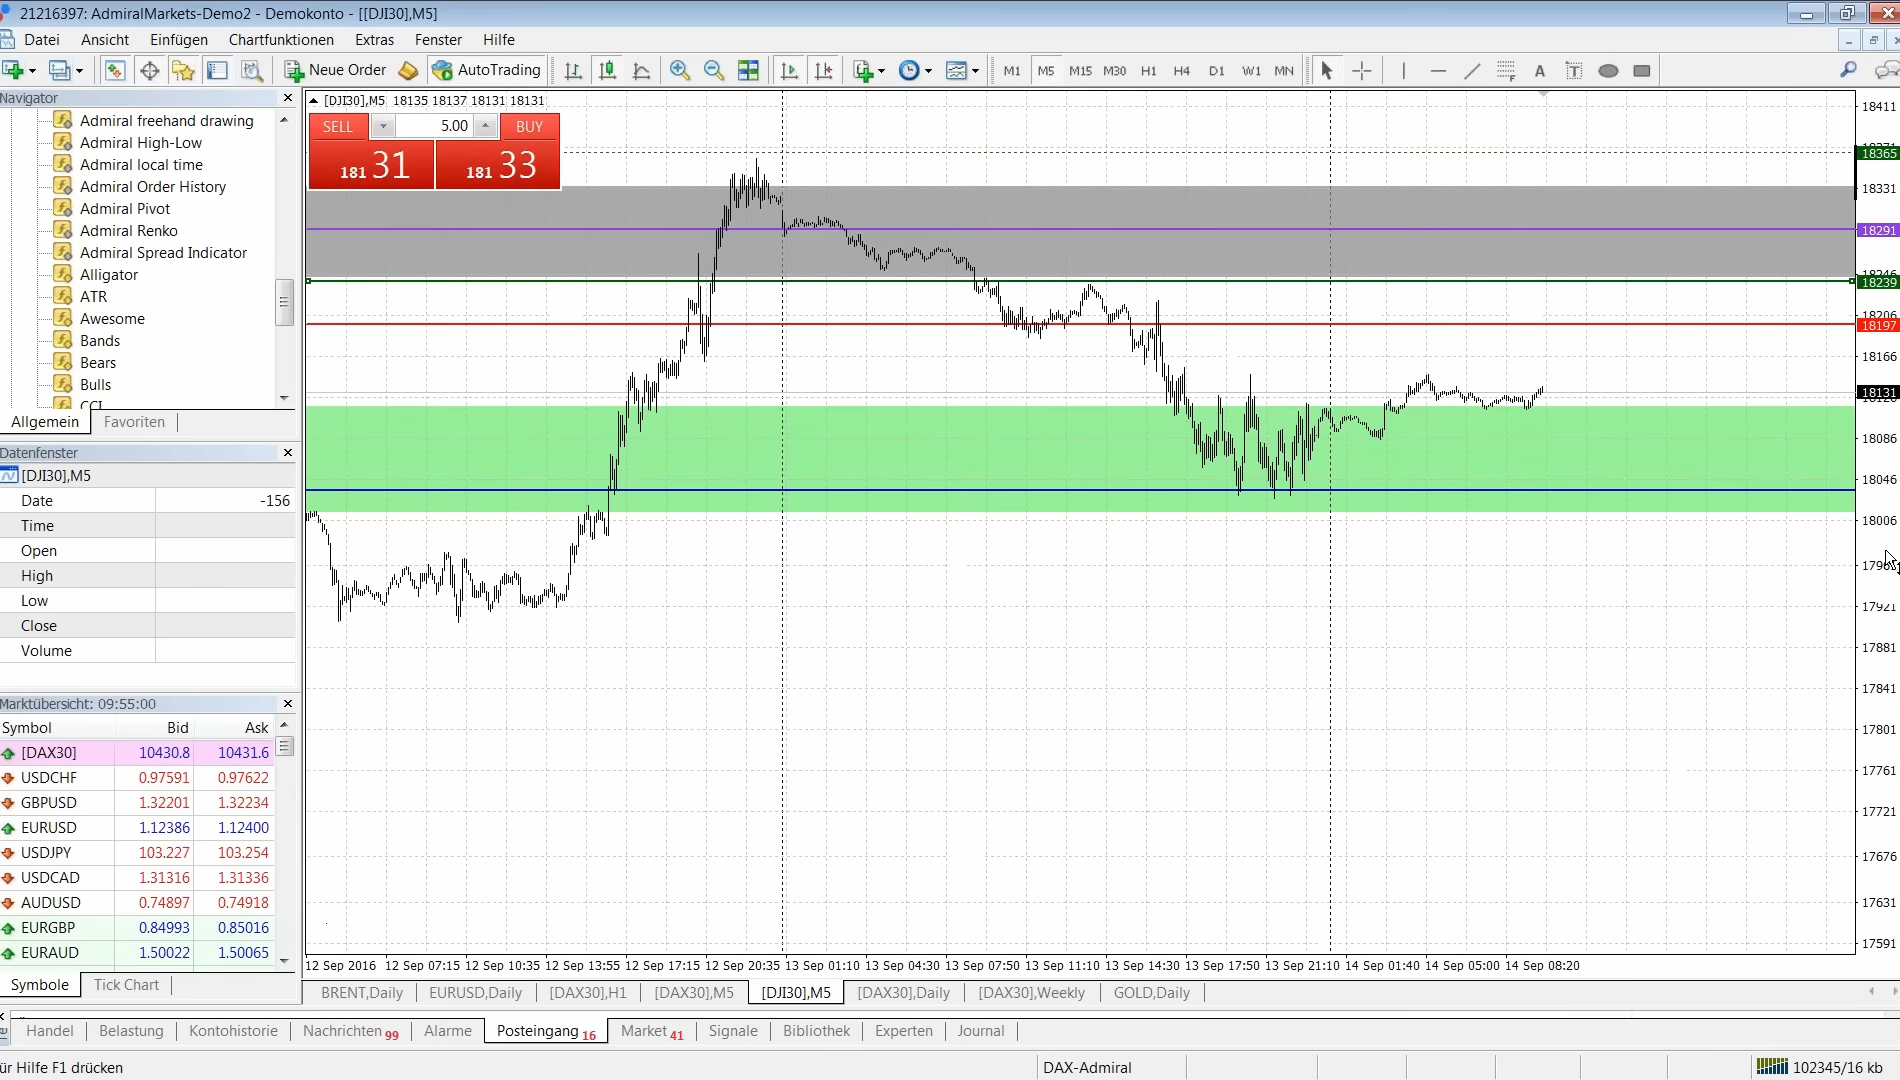 21216397: AdmiralMarkets-Demo2 - Demokonto - [[DJI30],M5]
Datei Ansicht Einfügen Chartfunktionen Extras Fenster Hilfe
Neue Order AutoTrading M1 M5 M15 M30 H1 H4 D1 W1 MN
Navigator
Admiral freehand drawing
Admiral High-Low
Admiral local time
Admiral Order History
Admiral Pivot
Admiral Renko
Admiral Spread Indicator
Alligator
ATR
Awesome
Bands
Bears
Bulls
CCI
Allgemein Favoriten
Datenfenster
[DJI30],M5
Date -156
Time
Open
High
Low
Close
Volume
Marktübersicht: 09:55:00
Symbol Bid Ask
[DAX30] 10430.8 10431.6
USDCHF 0.97591 0.97622
GBPUSD 1.32201 1.32234
EURUSD 1.12386 1.12400
USDJPY 103.227 103.254
USDCAD 1.31316 1.31336
AUDUSD 0.74897 0.74918
EURGBP 0.84993 0.85016
EURAUD 1.50022 1.50065
Symbole Tick Chart
[DJI30],M5 18135 18137 18131 18131
SELL 5.00 BUY
181 31 181 33
18411
18365
18331
18291
18239
18206
18197
18166
18131
18086
18046
18006
17921
17881
17841
17801
17761
17721
17676
17631
17591
12 Sep 2016 12 Sep 07:15 12 Sep 10:35 12 Sep 13:55 12 Sep 17:15 12 Sep 20:35 13 Sep 01:10 13 Sep 04:30 13 Sep 07:50 13 Sep 11:10 13 Sep 14:30 13 Sep 17:50 13 Sep 21:10 14 Sep 01:40 14 Sep 05:00 14 Sep 08:20
BRENT,Daily EURUSD,Daily [DAX30],H1 [DAX30],M5 [DJI30],M5 [DAX30],Daily [DAX30],Weekly GOLD,Daily
Handel Belastung Kontohistorie Nachrichten 99 Alarme Posteingang 16 Market 41 Signale Bibliothek Experten Journal
ür Hilfe F1 drücken DAX-Admiral 102345/16 kb